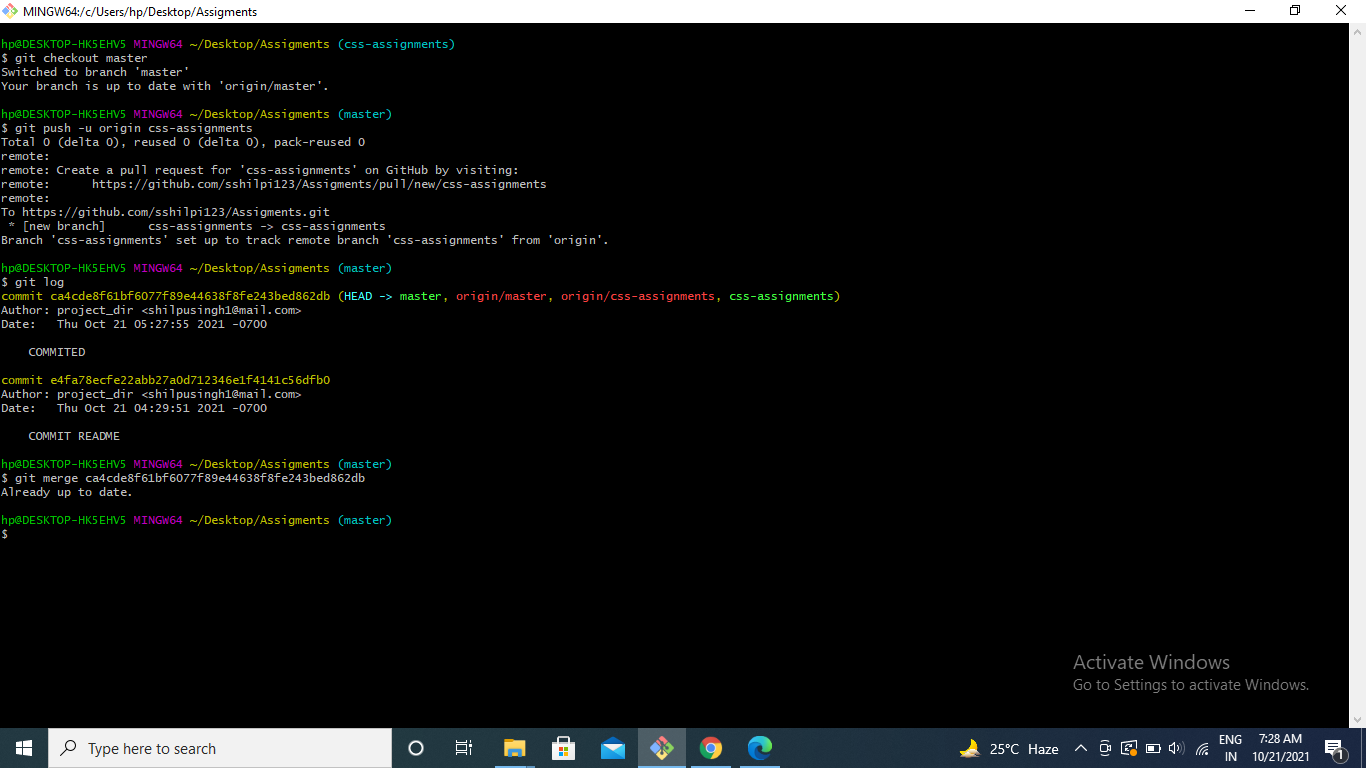 MINGW64:/c/Users/hp/Desktop/Assigments
hp@DESKTOP-HK5EHV5 MINGW64 ~/Desktop/Assigments (css-assignments)
$ git checkout master
Switched to branch 'master'
Your branch is up to date with 'origin/master'.
hp@DESKTOP-HK5EHV5 MINGW64 ~/Desktop/Assigments (master)
$ git push -u origin css-assignments
Total 0 (delta 0), reused 0 (delta 0), pack-reused 0
remote:
remote: Create a pull request for 'css-assignments' on GitHub by visiting:
remote:      https://github.com/sshilpi123/Assigments/pull/new/css-assignments
remote:
To https://github.com/sshilpi123/Assigments.git
 * [new branch]      css-assignments -> css-assignments
Branch 'css-assignments' set up to track remote branch 'css-assignments' from 'origin'.
hp@DESKTOP-HK5EHV5 MINGW64 ~/Desktop/Assigments (master)
$ git log
commit ca4cde8f61bf6077f89e44638f8fe243bed862db (HEAD -> master, origin/master, origin/css-assignments, css-assignments)
Author: project_dir <shilpusingh1@mail.com>
Date:   Thu Oct 21 05:27:55 2021 -0700
    COMMITED
commit e4fa78ecfe22abb27a0d712346e1f4141c56dfb0
Author: project_dir <shilpusingh1@mail.com>
Date:   Thu Oct 21 04:29:51 2021 -0700
    COMMIT README
hp@DESKTOP-HK5EHV5 MINGW64 ~/Desktop/Assigments (master)
$ git merge ca4cde8f61bf6077f89e44638f8fe243bed862db
Already up to date.
hp@DESKTOP-HK5EHV5 MINGW64 ~/Desktop/Assigments (master)
$
Activate Windows
Go to Settings to activate Windows.
Type here to search
25°C Haze
ENG
IN
7:28 AM
10/21/2021
1